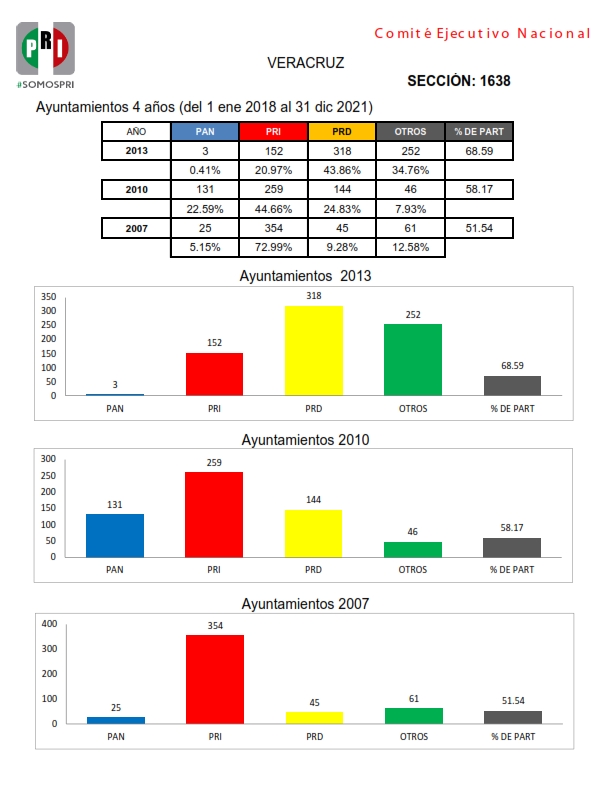 Comité Ejecutivo Nacional
PRI
#SOMOSPRI
VERACRUZ
SECCIÓN: 1638
Ayuntamientos 4 años (del 1 ene 2018 al 31 dic 2021)
AÑO PAN PRI PRD OTROS % DE PART
2013 3 152 318 252 68.59
0.41% 20.97% 43.86% 34.76%
2010 131 259 144 46 58.17
22.59% 44.66% 24.83% 7.93%
2007 25 354 45 61 51.54
5.15% 72.99% 9.28% 12.58%
Ayuntamientos 2013
350
300
250
200
150
100
50
0
3 152 318 252 68.59
PAN PRI PRD OTROS % DE PART
Ayuntamientos 2010
300
250
200
150
100
50
0
131 259 144 46 58.17
PAN PRI PRD OTROS % DE PART
Ayuntamientos 2007
400
300
200
100
0
25 354 45 61 51.54
PAN PRI PRD OTROS % DE PART